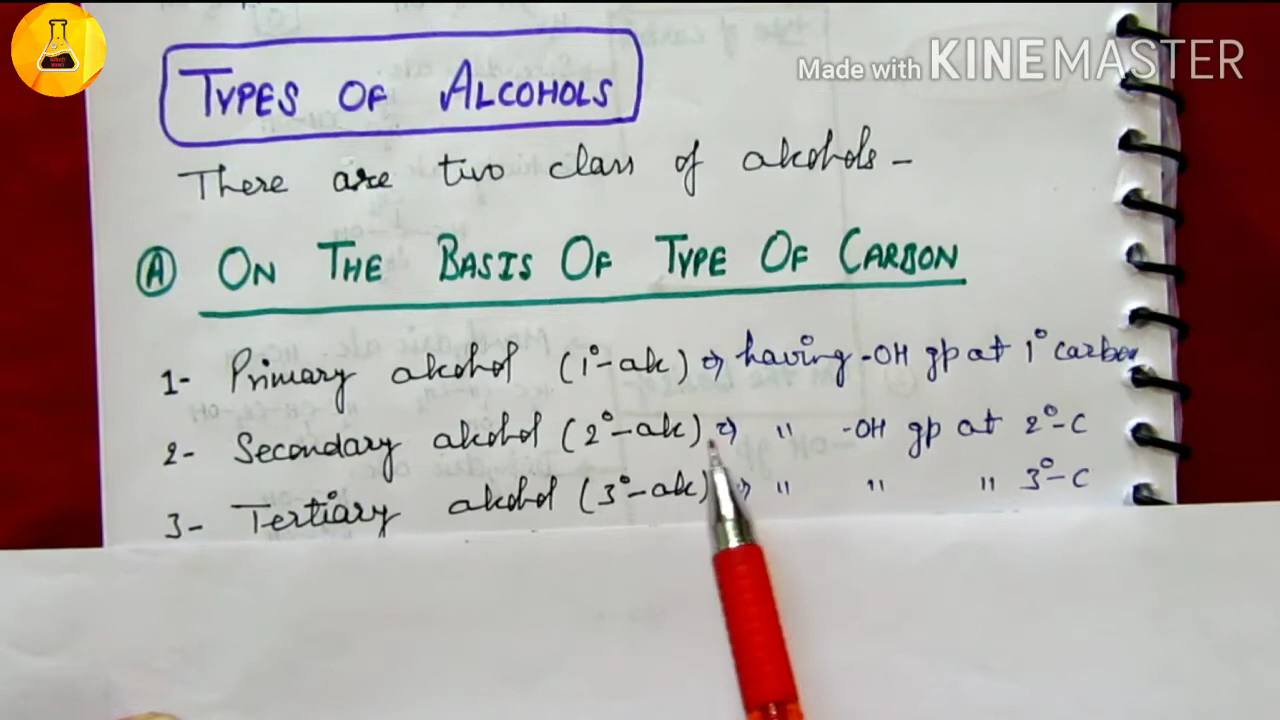 Made with KINEMASTER
TYPES OF ALCOHOLS
There are two class of alcohols -
Ⓐ ON THE BASIS OF TYPE OF CARBON
1- Primary alcohol (1°-alc) ⇒ having -OH gp at 1° carbon
2- Secondary alcohol (2°-alc) ⇒ " -OH gp at 2°-C
3- Tertiary alcohol (3°-alc) ⇒ " " " 3°-C